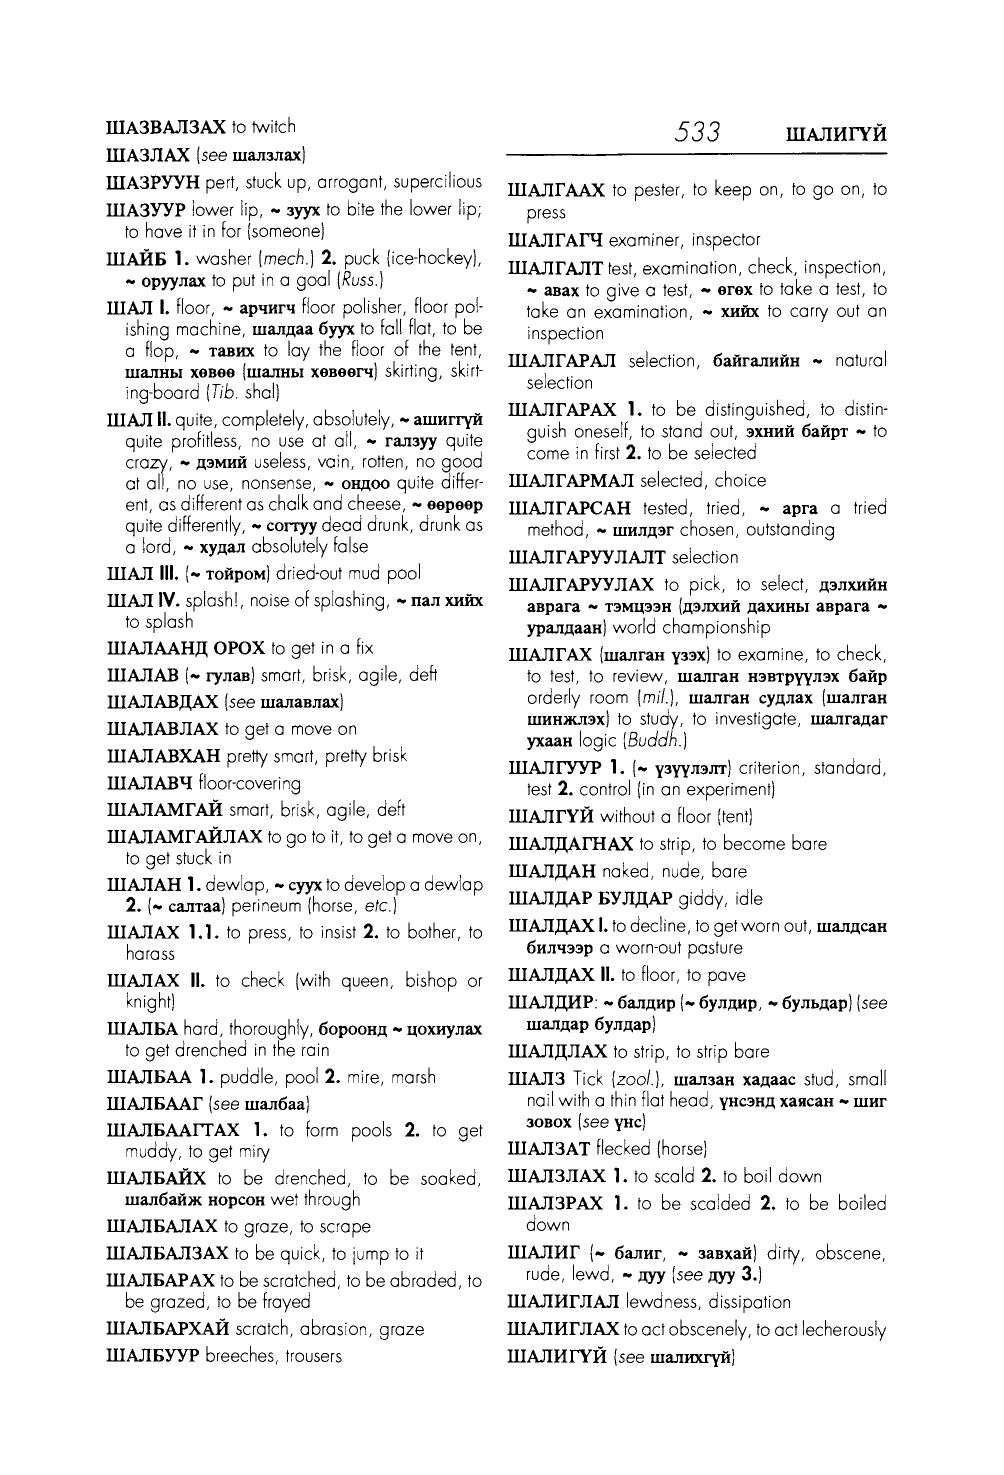 ШАЗВАЛЗАХ to twitch
ШАЗЛАХ (see шалзлах)
ШАЗРУУН pert, stuck up, arrogant, supercilious
ШАЗУУР lower lip, ~ зуух to bite the lower lip;
to have it in for (someone)
ШАЙБ 1. washer (mech.) 2. puck (ice-hockey),
~ оруулах to put in a goal (Russ.)
ШАЛ I. floor, ~ арчигч floor polisher, floor pol-
ishing machine, шалдаа буух to fall flat, to be
a flop, ~ тавих to lay the floor of the tent,
шалны хөвөө (шалны хөвөөгч) skirting, skirt-
ing-board (Tib. shal)
ШАЛ II. quite, completely, absolutely, ~ ашиггүй
quite profitless, no use at all, ~ галзуу quite
crazy, ~ дэмий useless, vain, rotten, no good
at all, no use, nonsense, ~ ондоо quite differ-
ent, as different as chalk and cheese, ~ өөрөөр
quite differently, ~ согтуу dead drunk, drunk as
a lord, ~ худал absolutely false
ШАЛ III. (~ тойром) dried-out mud pool
ШАЛ IV. splash!, noise of splashing, ~ пал хийх
to splash
ШАЛААНД ОРОХ to get in a fix
ШАЛАВ (~ гулав) smart, brisk, agile, deft
ШАЛАВДАХ (see шалавлах)
ШАЛАВЛАХ to get a move on
ШАЛАВХАН pretty smart, pretty brisk
ШАЛАВЧ floor-covering
ШАЛАМГАЙ smart, brisk, agile, deft
ШАЛАМГАЙЛАХ to go to it, to get a move on,
to get stuck in
ШАЛАН 1. dewlap, ~ суух to develop a dewlap
2. (~ салтаа) perineum (horse, etc.)
ШАЛАХ 1.1. to press, to insist 2. to bother, to
harass
ШАЛАХ II. to check (with queen, bishop or
knight)
ШАЛБА hard, thoroughly, бороонд ~ цохиулах
to get drenched in the rain
ШАЛБАА 1. puddle, pool 2. mire, marsh
ШАЛБААГ (see шалбаа)
ШАЛБААГТАХ 1. to form pools 2. to get
muddy, to get miry
ШАЛБАЙХ to be drenched, to be soaked,
шалбайж норсон wet through
ШАЛБАЛАХ to graze, to scrape
ШАЛБАЛЗАХ to be quick, to jump to it
ШАЛБАРАХ to be scratched, to be abraded, to
be grazed, to be frayed
ШАЛБАРХАЙ scratch, abrasion, graze
ШАЛБУУР breeches, trousers
533 ШАЛИГҮЙ
ШАЛГААХ to pester, to keep on, to go on, to
press
ШАЛГАГЧ examiner, inspector
ШАЛГАЛТ test, examination, check, inspection,
~ авах to give a test, ~ өгөх to take a test, to
take an examination, ~ хийх to carry out an
inspection
ШАЛГАРАЛ selection, байгалийн ~ natural
selection
ШАЛГАРАХ 1. to be distinguished, to distin-
guish oneself, to stand out, эхний байрт ~ to
come in first 2. to be selected
ШАЛГАРМАЛ selected, choice
ШАЛГАРСАН tested, tried, ~ арга a tried
method, ~ шилдэг chosen, outstanding
ШАЛГАРУУЛАЛТ selection
ШАЛГАРУУЛАХ to pick, to select, дэлхийн
аврага ~ тэмцээн (дэлхий дахины аврага ~
уралдаан) world championship
ШАЛГАХ (шалган үзэх) to examine, to check,
to test, to review, шалган нэвтрүүлэх байр
orderly room (mil.), шалган судлах (шалган
шинжлэх) to study, to investigate, шалгадаг
ухаан logic (Buddh.)
ШАЛГУУР 1. (~ үзүүлэлт) criterion, standard,
test 2. control (in an experiment)
ШАЛГҮЙ without a floor (tent)
ШАЛДАГНАХ to strip, to become bare
ШАЛДАН naked, nude, bare
ШАЛДАР БУЛДАР giddy, idle
ШАЛДАХ I. to decline, to get worn out, шалдсан
билчээр a worn-out pasture
ШАЛДАХ II. to floor, to pave
ШАЛДИР: ~ балдир (~ булдир, ~ бульдар) (see
шалдар булдар)
ШАЛДЛАХ to strip, to strip bare
ШАЛЗ Tick (zool.), шалзан хадаас stud, small
nail with a thin flat head, үнсэнд хаясан ~ шиг
зовох (see үнс)
ШАЛЗАТ flecked (horse)
ШАЛЗЛАХ 1. to scald 2. to boil down
ШАЛЗРАХ 1. to be scalded 2. to be boiled
down
ШАЛИГ (~ балиг, ~ завхай) dirty, obscene,
rude, lewd, ~ дуу (see дуу 3.)
ШАЛИГЛАЛ lewdness, dissipation
ШАЛИГЛАХ to act obscenely, to act lecherously
ШАЛИГҮЙ (see шалихгүй)